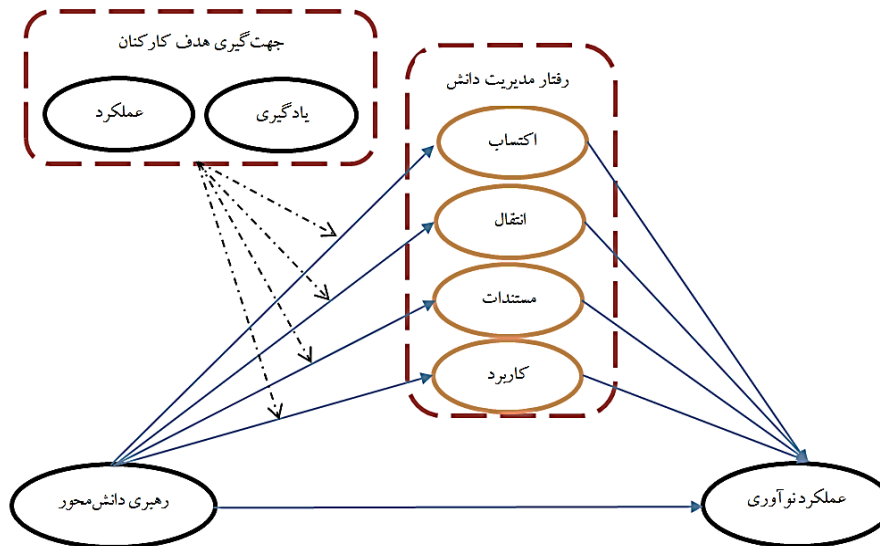 جهت‌گیری هدف کارکنان
یادگیری
عملکرد
رفتار مدیریت دانش
اکتساب
انتقال
مستندات
کاربرد
رهبری دانش‌محور
عملکرد نوآوری